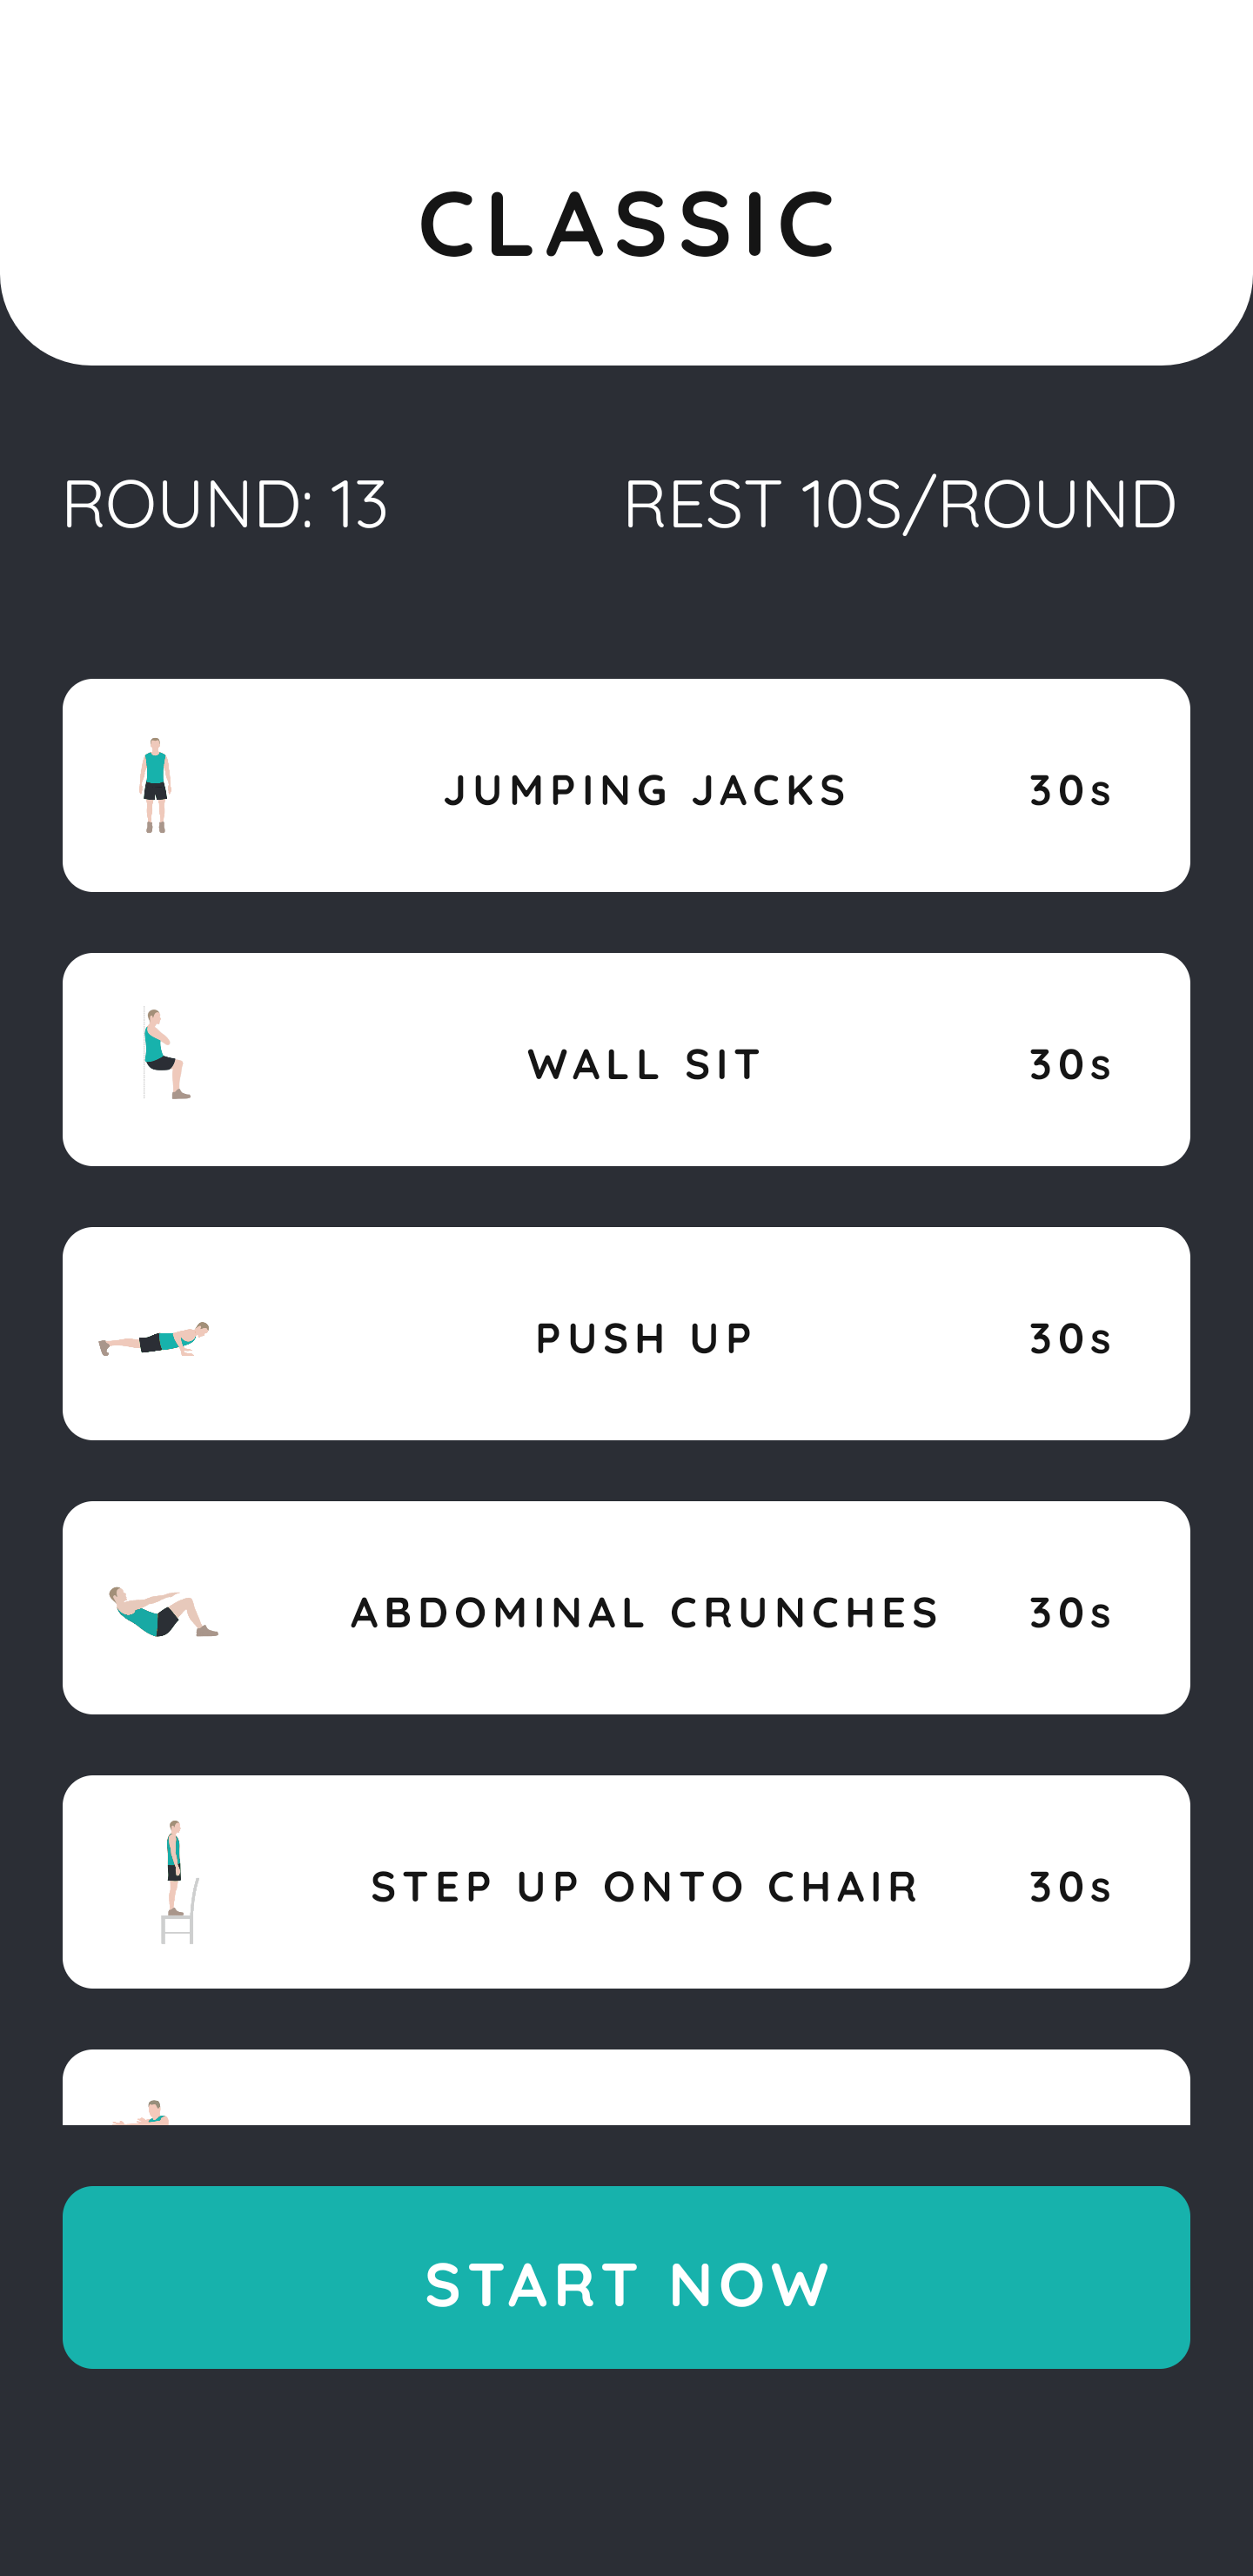 CLASSIC
ROUND: 13 REST 10S/ROUND
JUMPING JACKS 30s
WALL SIT 30s
PUSH UP 30s
ABDOMINAL CRUNCHES 30s
STEP UP ONTO CHAIR 30s
START NOW